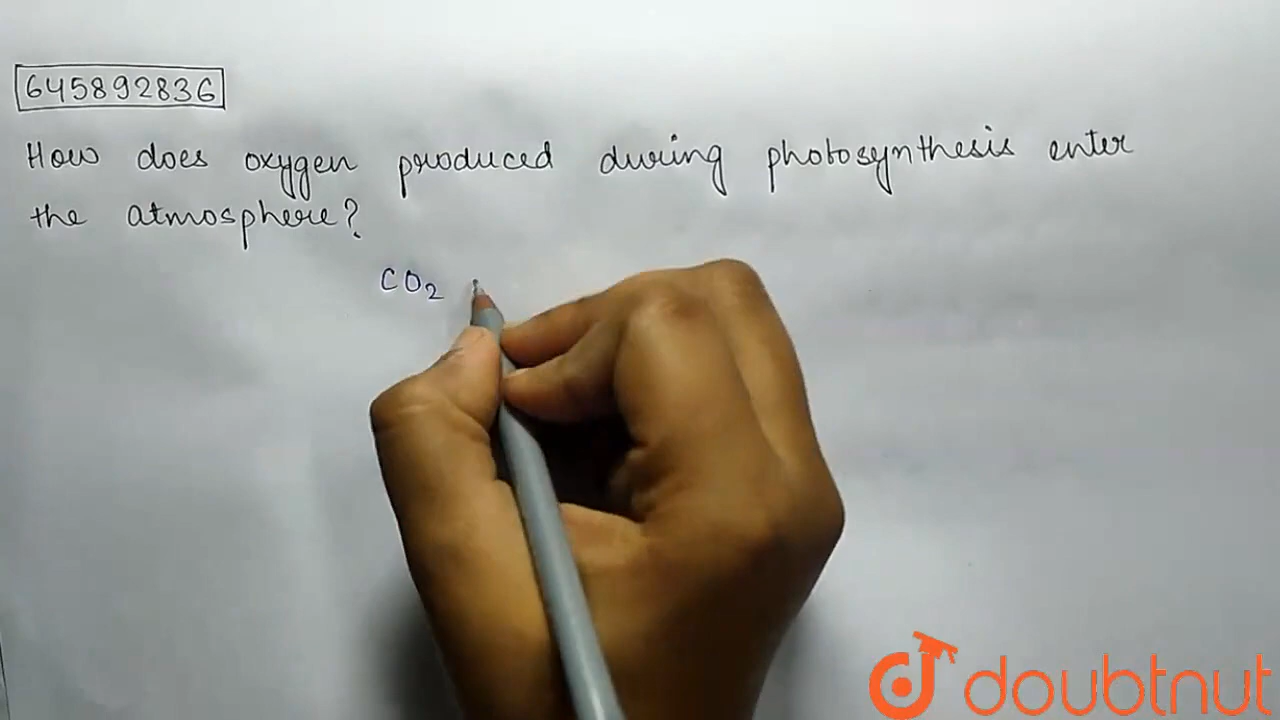 645892836
How does oxygen produced during photosynthesis enter
the atmosphere?
CO₂
doubtnut